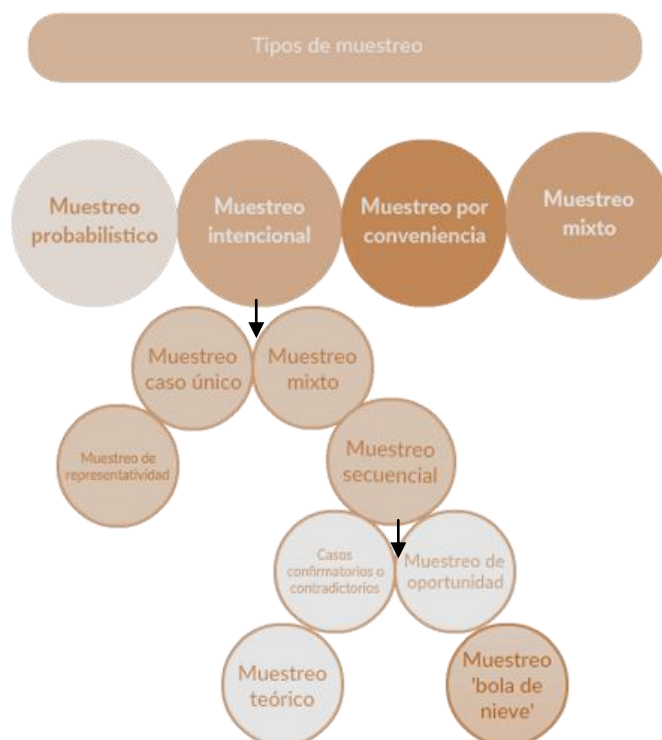 Tipos de muestreo
Muestreo
probabilístico
Muestreo
intencional
Muestreo por
conveniencia
Muestreo
mixto
Muestreo
caso único
Muestreo
mixto
Muestreo de
representatividad
Muestreo
secuencial
Casos
confirmatorios o
contradictorios
Muestreo de
oportunidad
Muestreo
teórico
Muestreo
'bola de
nieve'